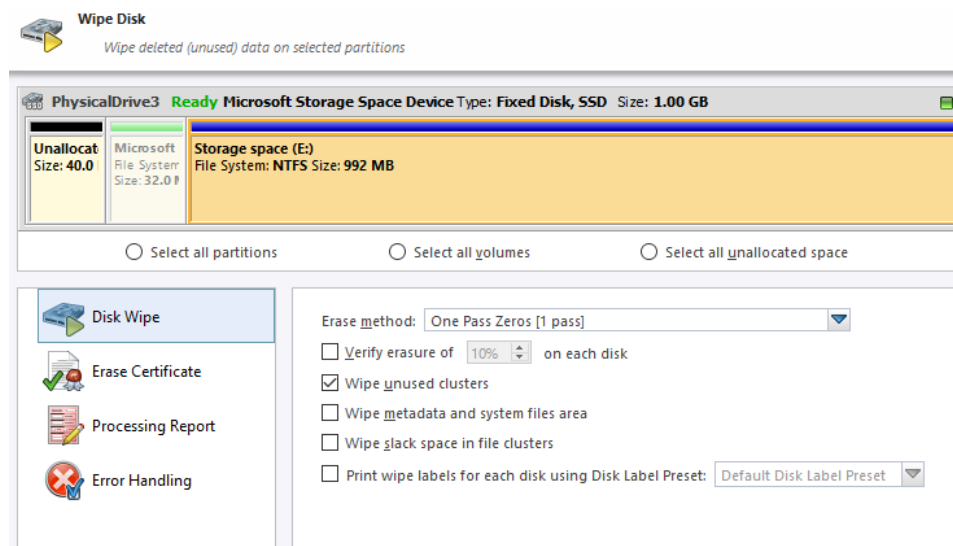 Wipe Disk
Wipe deleted (unused) data on selected partitions
PhysicalDrive3 Ready Microsoft Storage Space Device Type: Fixed Disk, SSD Size: 1.00 GB
Unallocat Microsoft Storage space (E:)
Size: 40.0 File System File System: NTFS Size: 992 MB
Size: 32.0 M
Select all partitions Select all volumes Select all unallocated space
Disk Wipe
Erase Certificate
Processing Report
Error Handling
Erase method: One Pass Zeros [1 pass]
Verify erasure of 10% on each disk
Wipe unused clusters
Wipe metadata and system files area
Wipe slack space in file clusters
Print wipe labels for each disk using Disk Label Preset: Default Disk Label Preset